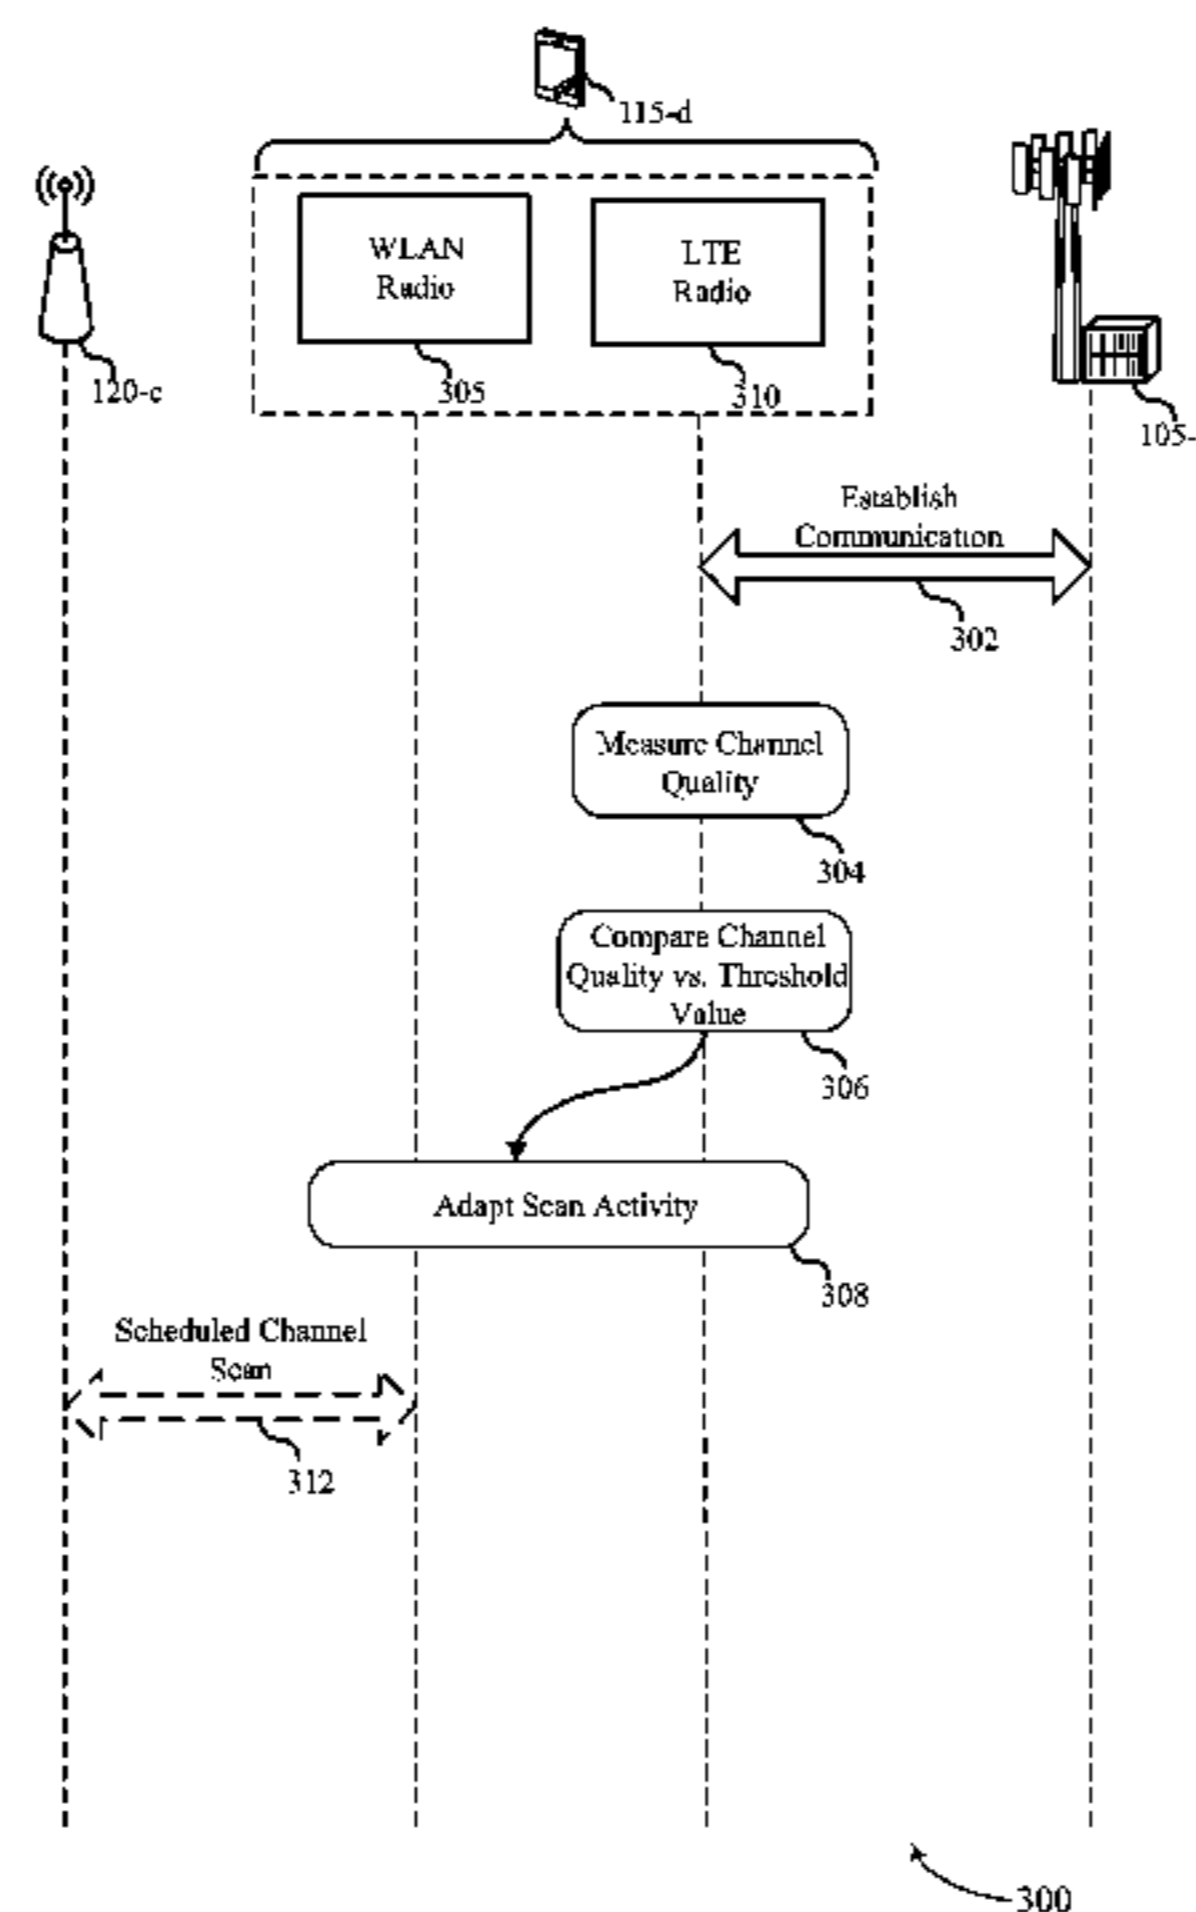 115-d
WLAN
Radio
LTE
Radio
120-c
305
310
105-
Establish
Communication
302
Measure Channel
Quality
304
Compare Channel
Quality vs. Threshold
Value
306
Adapt Scan Activity
308
Scheduled Channel
Scan
312
300